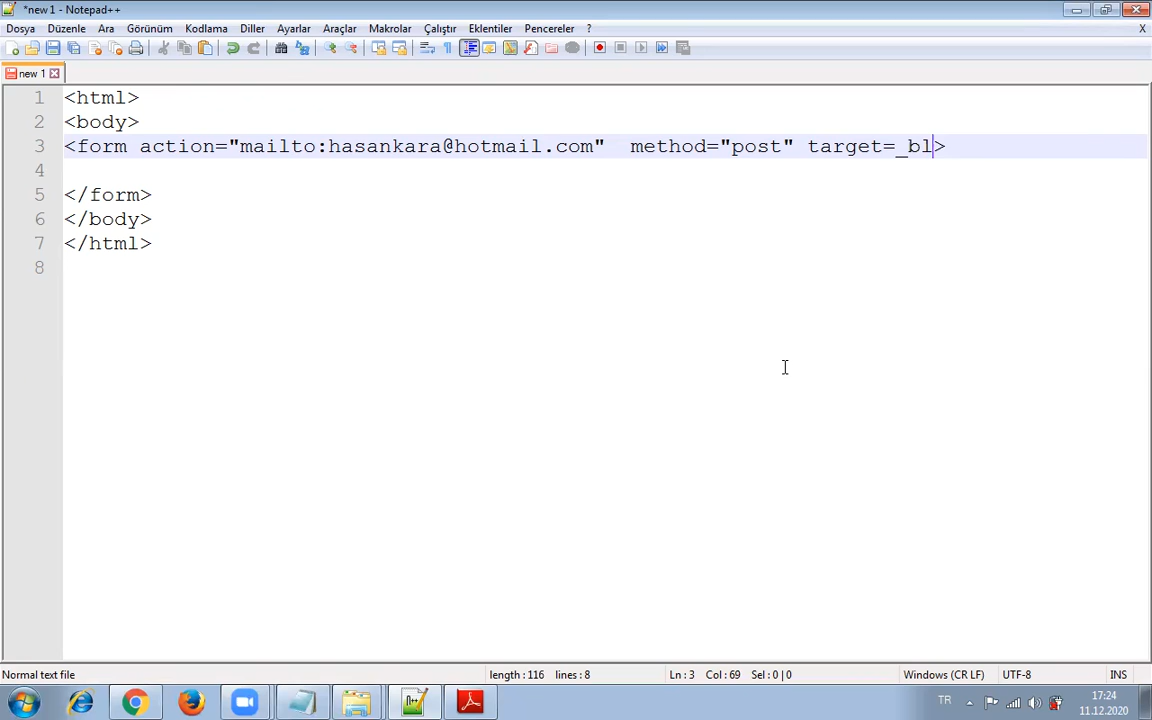 *new 1 - Notepad++
Dosya Düzenle Ara Görünüm Kodlama Diller Ayarlar Araçlar Makrolar Çalıştır Eklentiler Pencereler ? X
new 1
1 <html>
2 <body>
3 <form action="mailto:hasankara@hotmail.com"  method="post" target=_bl>
4
5 </form>
6 </body>
7 </html>
8
Normal text file length : 116 lines : 8 Ln : 3 Col : 69 Sel : 0 | 0 Windows (CR LF) UTF-8 INS
TR 17:24
11.12.2020